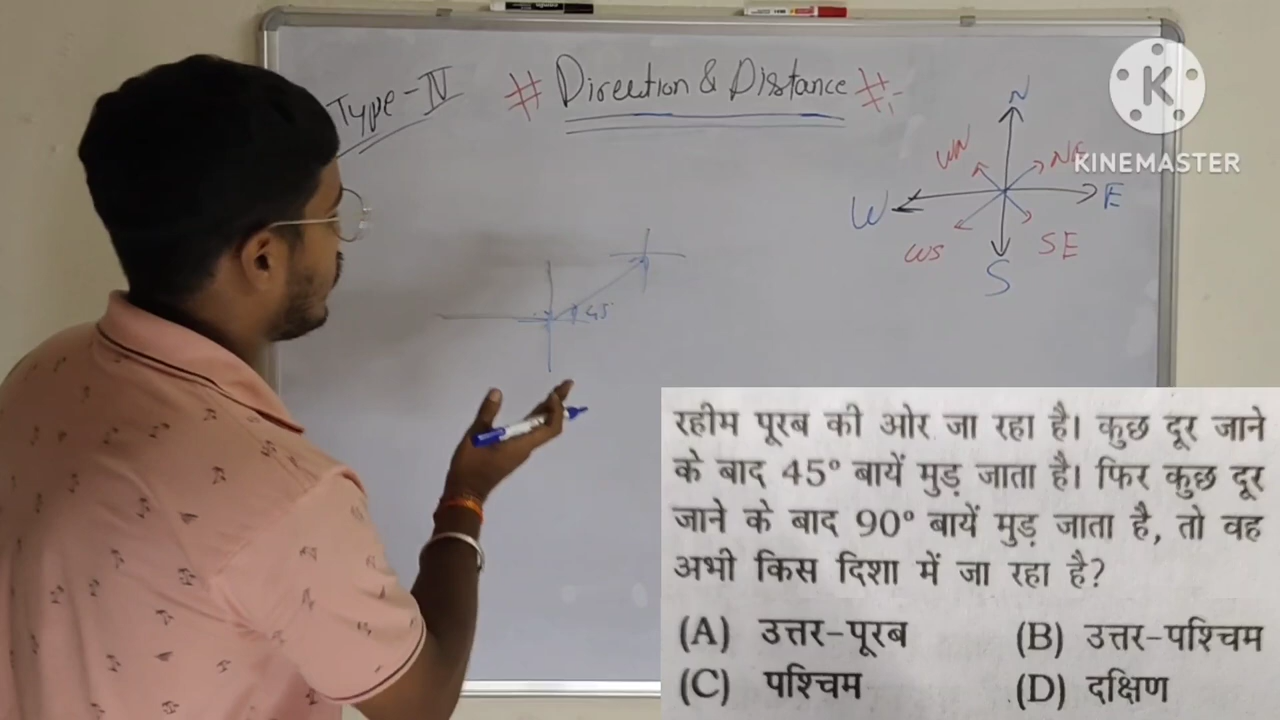 Type-IV # Direction & Distance #:-
N
WN NE
W E
WS SE
S
45°
K
KINEMASTER
रहीम पूरब की ओर जा रहा है। कुछ दूर जाने
के बाद 45° बायें मुड़ जाता है। फिर कुछ दूर
जाने के बाद 90° बायें मुड़ जाता है, तो वह
अभी किस दिशा में जा रहा है?
(A) उत्तर-पूरब (B) उत्तर-पश्चिम
(C) पश्चिम (D) दक्षिण